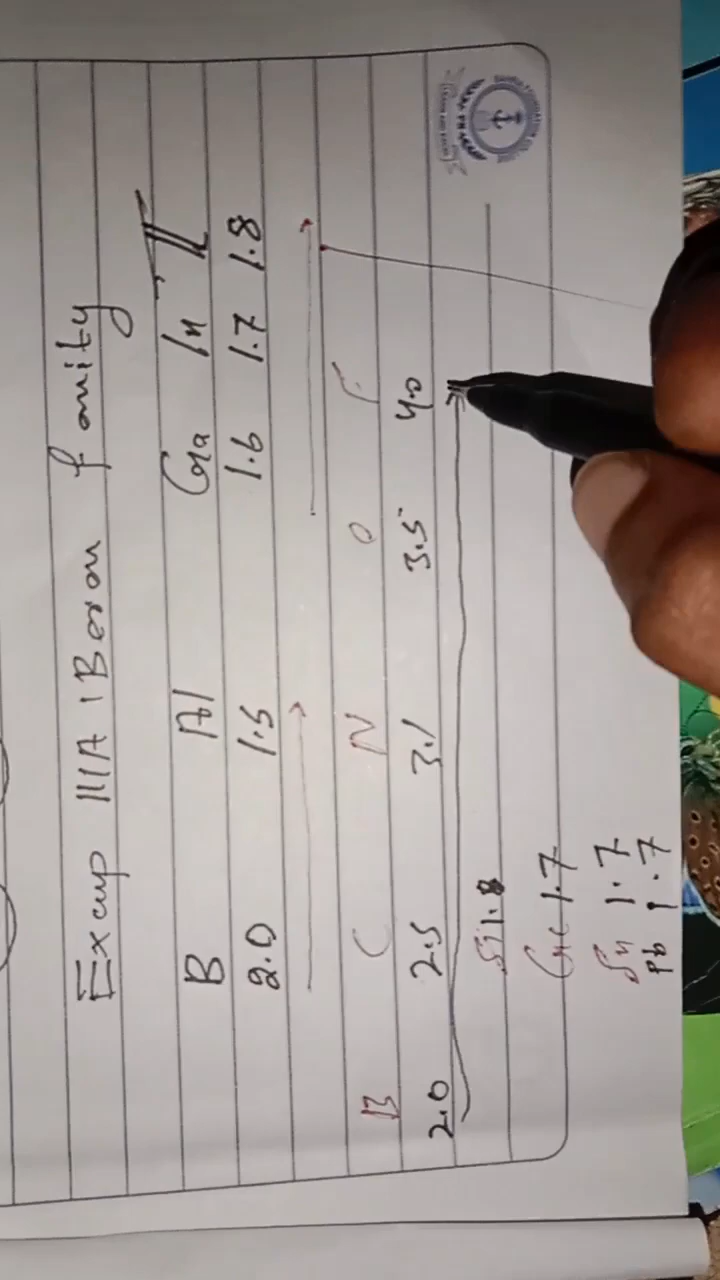 Excup IIIA | Boron family
B Al Ga In Tl
2.0 1.5 1.6 1.7 1.8
B C N O F
2.0 2.5 3.1 3.5 4.0
Si 1.8
Ge 1.7
Sn 1.7
Pb 1.7